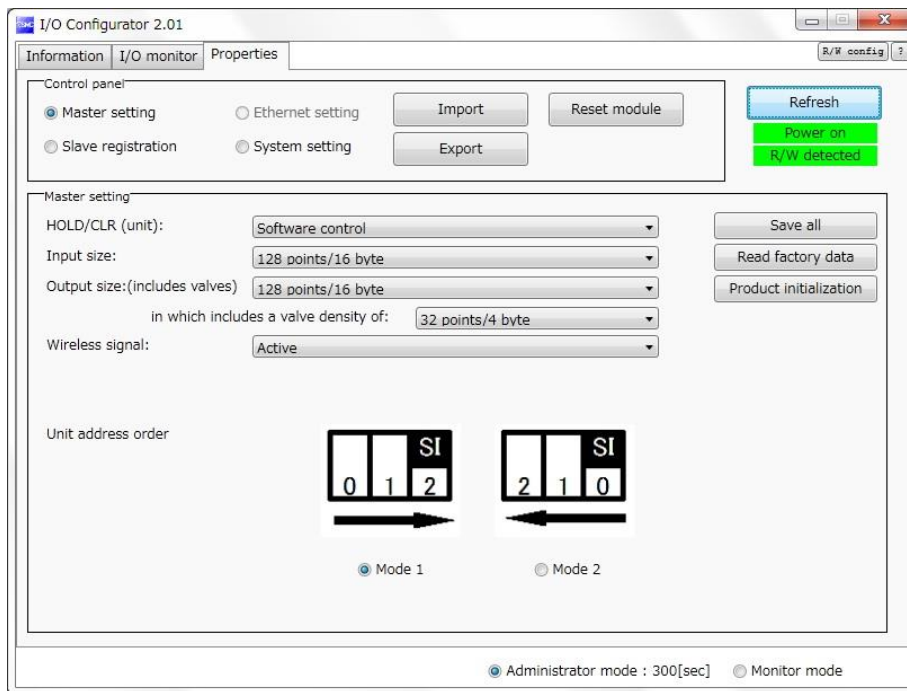 I/O Configurator 2.01
Information I/O monitor Properties R/W config ?
Control panel
Master setting Ethernet setting Import Reset module Refresh
Power on
Slave registration System setting Export R/W detected
Master setting
HOLD/CLR (unit): Software control Save all
Input size: 128 points/16 byte Read factory data
Output size:(includes valves) 128 points/16 byte Product initialization
in which includes a valve density of: 32 points/4 byte
Wireless signal: Active
Unit address order
SI SI
0 1 2 2 1 0
Mode 1 Mode 2
Administrator mode : 300[sec] Monitor mode